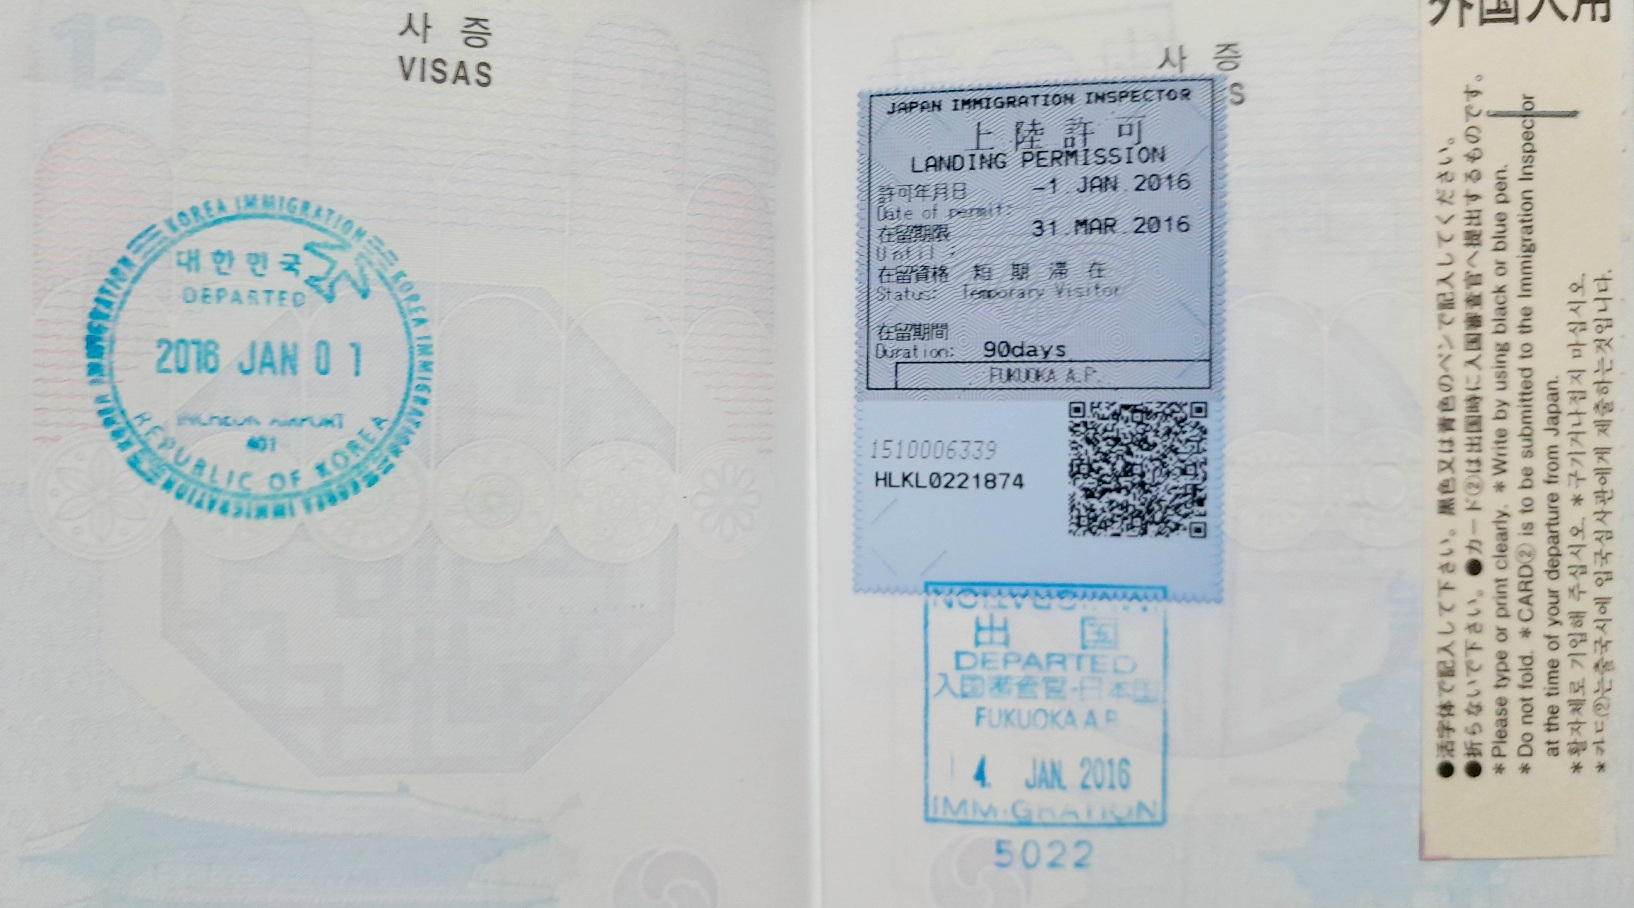 12
사 증
VISAS
KOREA IMMIGRATION
KOREA IMMIGRATION
KOREA IMMIGRATION
KOREA IMMIGRATION
대한민국
DEPARTED
2016 JAN 0 1
INCHEON AIRPORT
401
REPUBLIC OF KOREA
사 증
S
JAPAN IMMIGRATION INSPECTOR
上陸許可
LANDING PERMISSION
許可年月日 -1.JAN.2016
Date of permit:
在留期限 31.MAR.2016
Until :
在留資格 短期滞在
Status: Temporary Visitor
在留期間
Duration: 90days
FUKUOKA A.P.
1510006339
HLKL0221874
出 国
DEPARTED
入国審査官-日本国
FUKUOKA A.P.
4. JAN. 2016
IMMIGRATION
5022
外国人用
●活字体で記入して下さい。黒色又は青色のペンで記入してください。
●折らないで下さい。●カード②は出国時に入国審査官へ提出するものです。
*Please type or print clearly. *Write by using black or blue pen.
*Do not fold. *CARD② is to be submitted to the Immigration Inspector
at the time of your departure from Japan.
*활자체로 기입해 주십시오. *구기거나 접지 마십시오.
*카드②는 출국시에 입국심사관에게 제출하는것입니다.